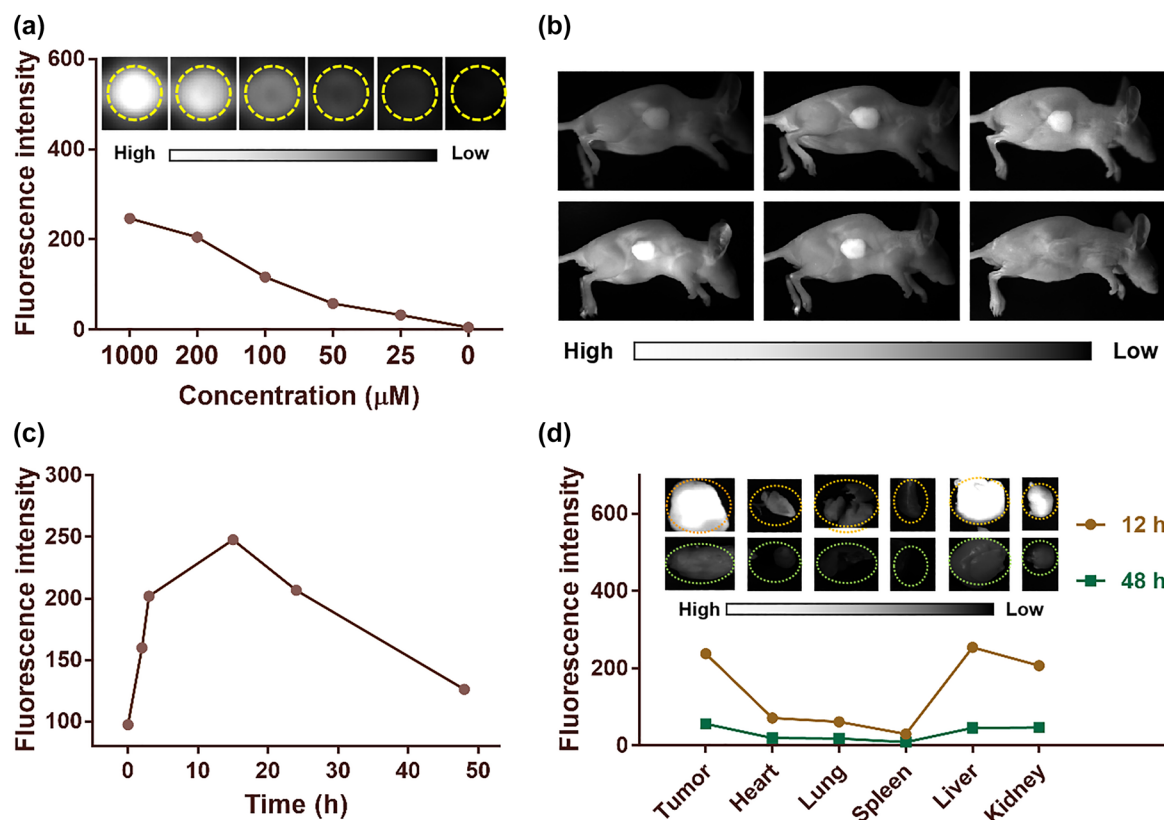 (a)
Fluorescence intensity
600
400
200
0
High Low
1000 200 100 50 25 0
Concentration (μM)
(b)
High Low
(c)
Fluorescence intensity
300
250
200
150
100
0 10 20 30 40 50
Time (h)
(d)
Fluorescence intensity
600
400
200
0
12 h
48 h
High Low
Tumor Heart Lung Spleen Liver Kidney